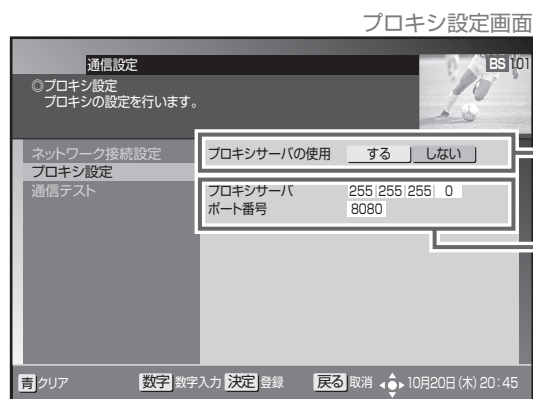 プロキシ設定画面
通信設定
BS 101
◎プロキシ設定
プロキシの設定を行います。
ネットワーク接続設定
プロキシ設定
通信テスト
プロキシサーバの使用 する しない
プロキシサーバ 255 255 255 0
ポート番号 8080
青 クリア 数字 数字入力 決定 登録 戻る 取消 10月20日(木) 20:45